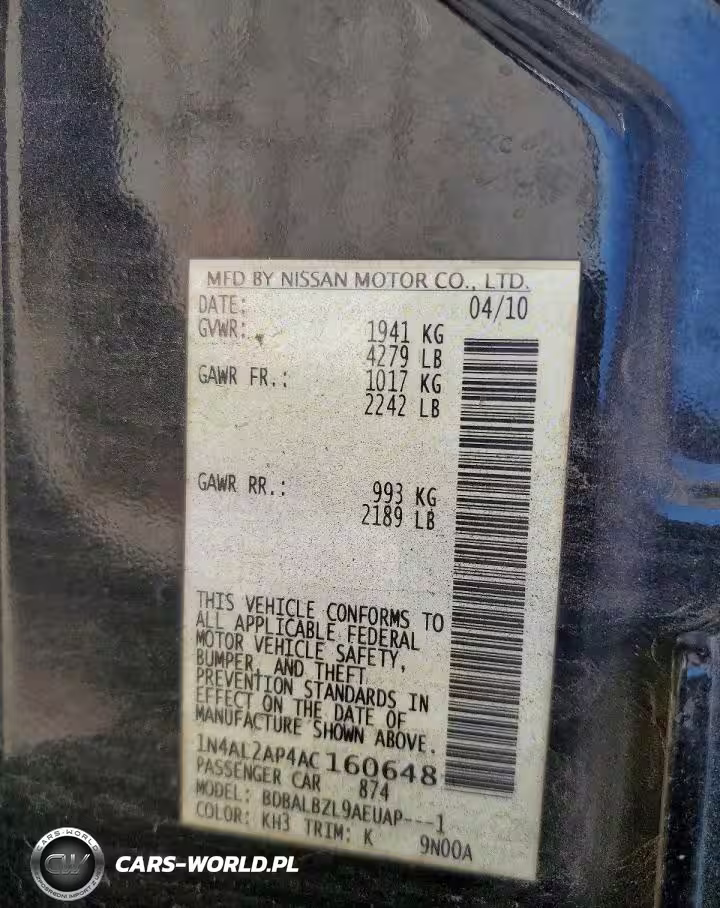 MFD BY NISSAN MOTOR CO., LTD.
DATE: 04/10
GVWR: 1941 KG
4279 LB
GAWR FR.: 1017 KG
2242 LB
GAWR RR.: 993 KG
2189 LB
THIS VEHICLE CONFORMS TO
ALL APPLICABLE FEDERAL
MOTOR VEHICLE SAFETY,
BUMPER, AND THEFT
PREVENTION STANDARDS IN
EFFECT ON THE DATE OF
MANUFACTURE SHOWN ABOVE.
1N4AL2AP4AC160648
PASSENGER CAR 874
MODEL: BDBALBZL9AEUAP---1
COLOR: KH3 TRIM: K 9N00A
CARS-WORLD
CW
CARS-WORLD.PL